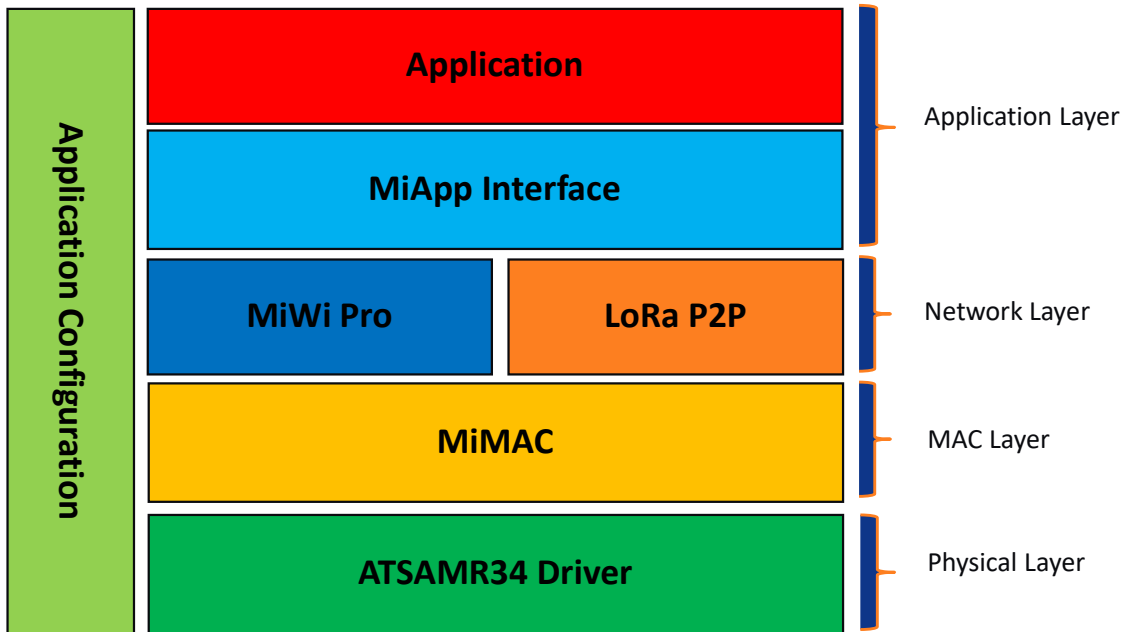 Application Configuration
Application
MiApp Interface
Application Layer
MiWi Pro
LoRa P2P
Network Layer
MiMAC
MAC Layer
ATSAMR34 Driver
Physical Layer